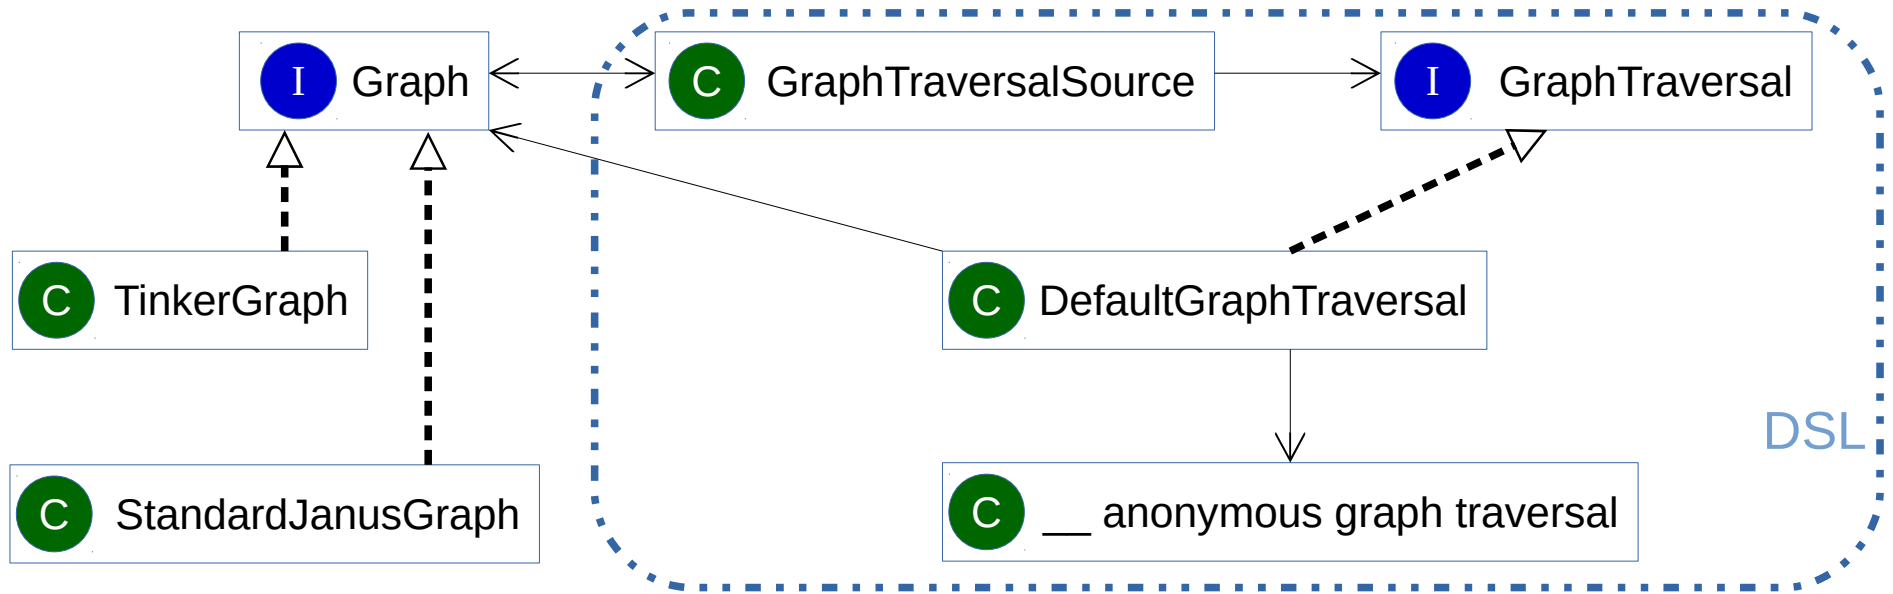 I Graph
C GraphTraversalSource
I GraphTraversal
C TinkerGraph
C DefaultGraphTraversal
DSL
C StandardJanusGraph
C __ anonymous graph traversal